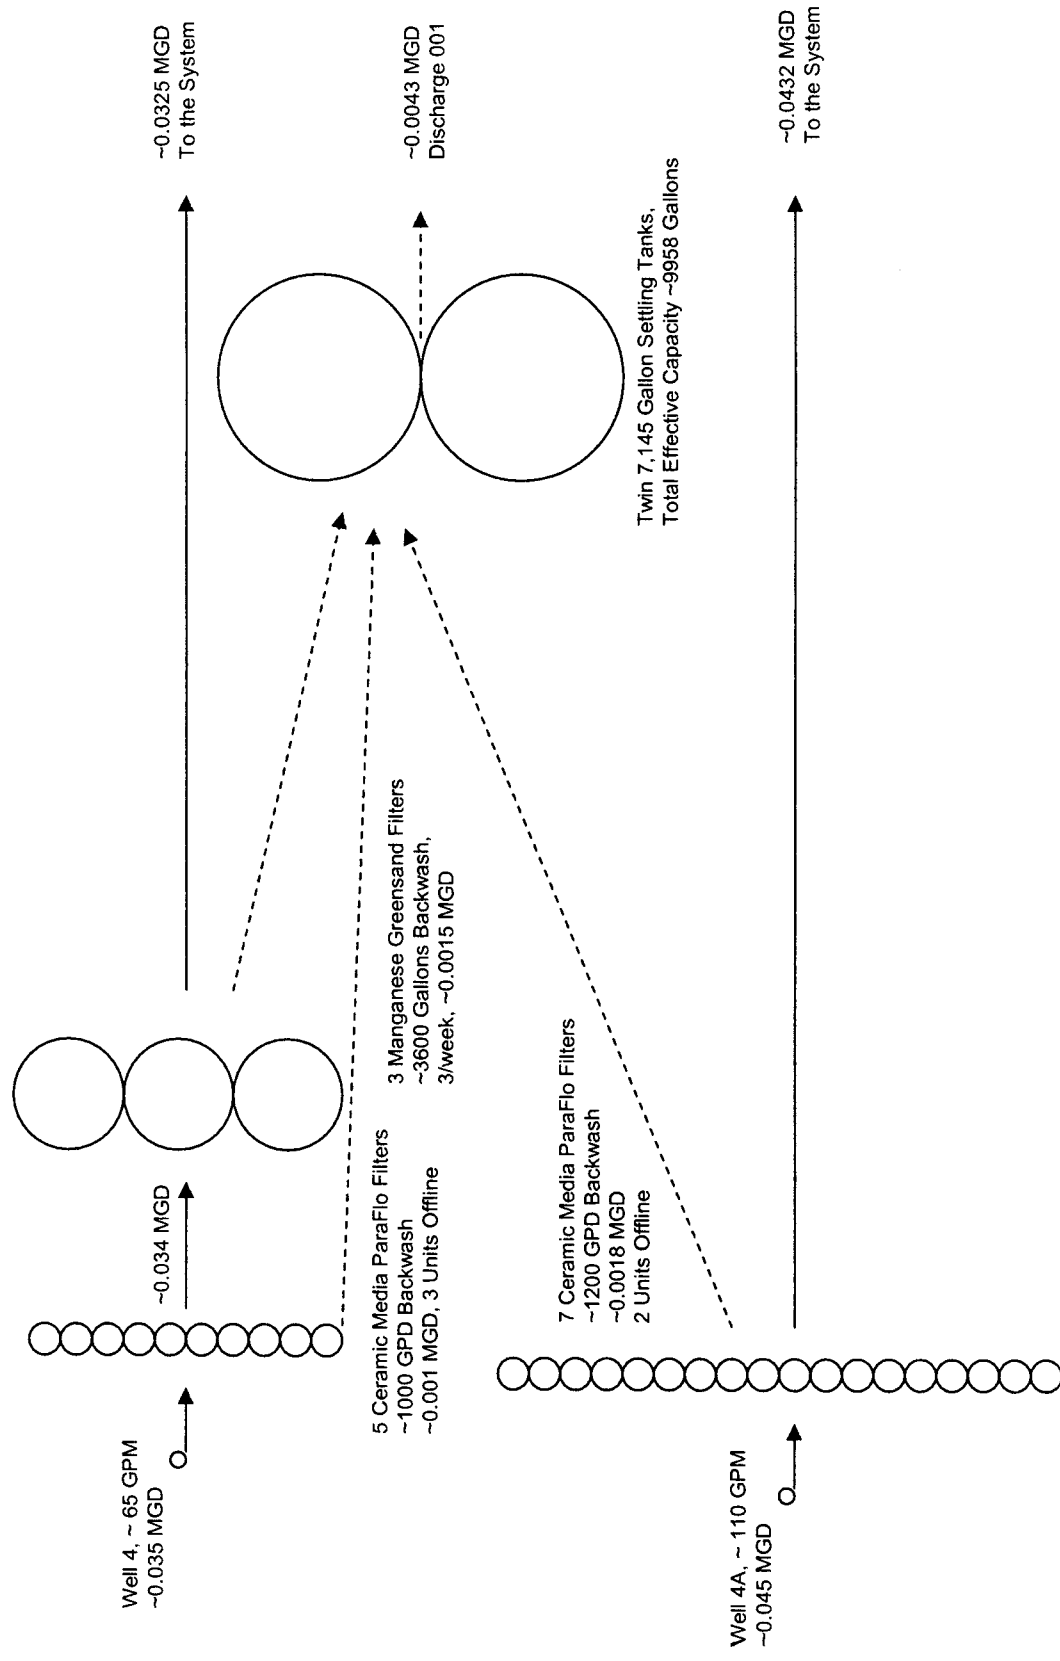 Well 4, ~ 65 GPM
~0.035 MGD
~0.034 MGD
~0.0325 MGD
To the System
5 Ceramic Media ParaFlo Filters
~1000 GPD Backwash
~0.001 MGD, 3 Units Offline
3 Manganese Greensand Filters
~3600 Gallons Backwash,
3/week, ~0.0015 MGD
~0.0043 MGD
Discharge 001
Twin 7,145 Gallon Settling Tanks,
Total Effective Capacity ~9958 Gallons
7 Ceramic Media ParaFlo Filters
~1200 GPD Backwash
~0.0018 MGD
2 Units Offline
Well 4A, ~ 110 GPM
~0.045 MGD
~0.0432 MGD
To the System